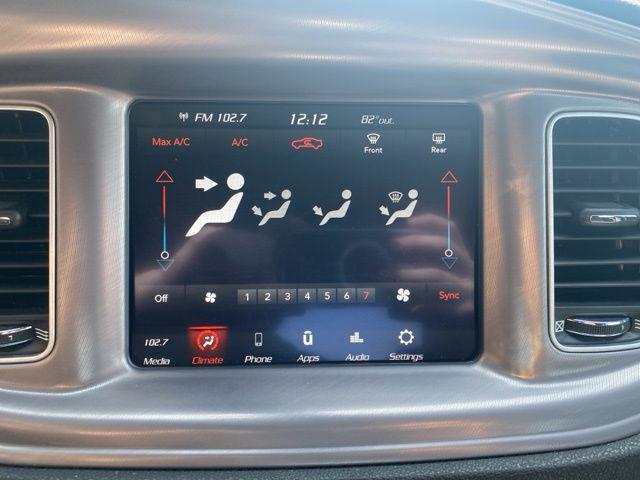 FM 102.7 12:12 82°out.
Max A/C A/C Front Rear
Off 1 2 3 4 5 6 7 Sync
102.7
Media Climate Phone Apps Audio Settings